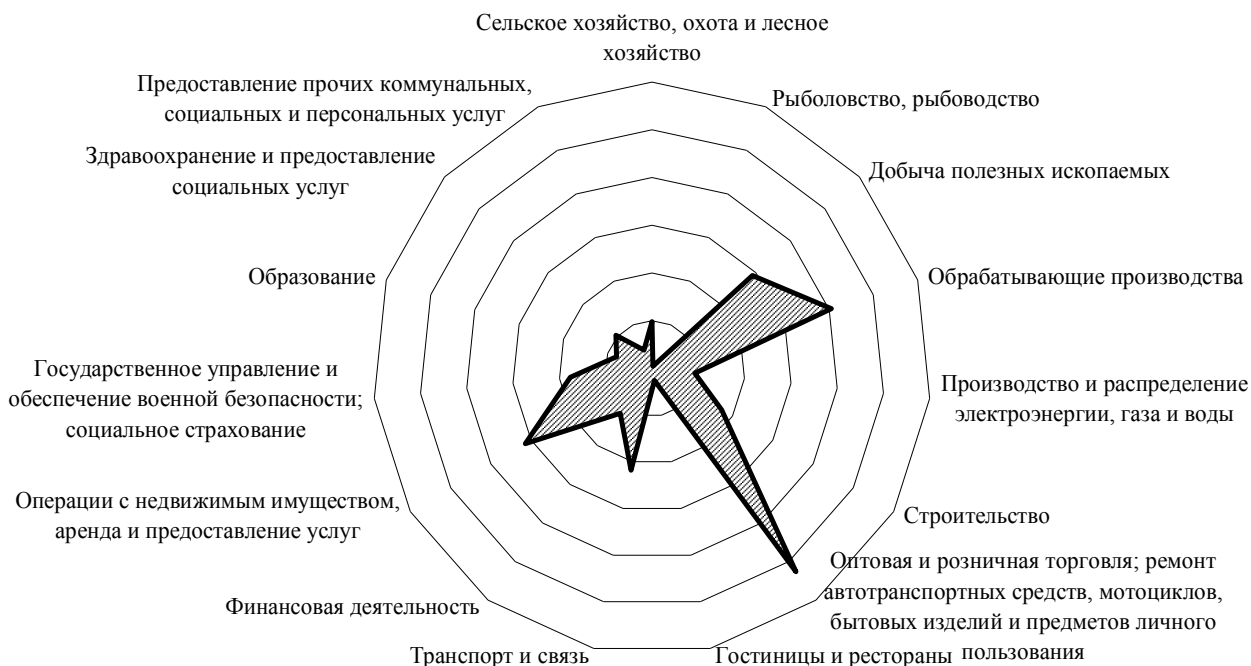 Сельское хозяйство, охота и лесное
хозяйство
Рыболовство, рыбоводство
Добыча полезных ископаемых
Обрабатывающие производства
Производство и распределение
электроэнергии, газа и воды
Строительство
Оптовая и розничная торговля; ремонт
автотранспортных средств, мотоциклов,
бытовых изделий и предметов личного
пользования
Гостиницы и рестораны
Транспорт и связь
Финансовая деятельность
Операции с недвижимым имуществом,
аренда и предоставление услуг
Государственное управление и
обеспечение военной безопасности;
социальное страхование
Образование
Здравоохранение и предоставление
социальных услуг
Предоставление прочих коммунальных,
социальных и персональных услуг